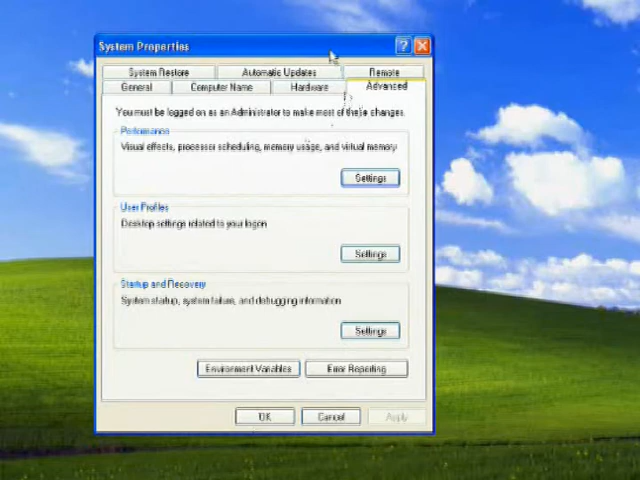 System Properties
System Restore
Automatic Updates
Remote
General
Computer Name
Hardware
Advanced
You must be logged on as an Administrator to make most of these changes.
Performance
Visual effects, processor scheduling, memory usage, and virtual memory
Settings
User Profiles
Desktop settings related to your logon
Settings
Startup and Recovery
System startup, system failure, and debugging information
Settings
Environment Variables
Error Reporting
OK
Cancel
Apply